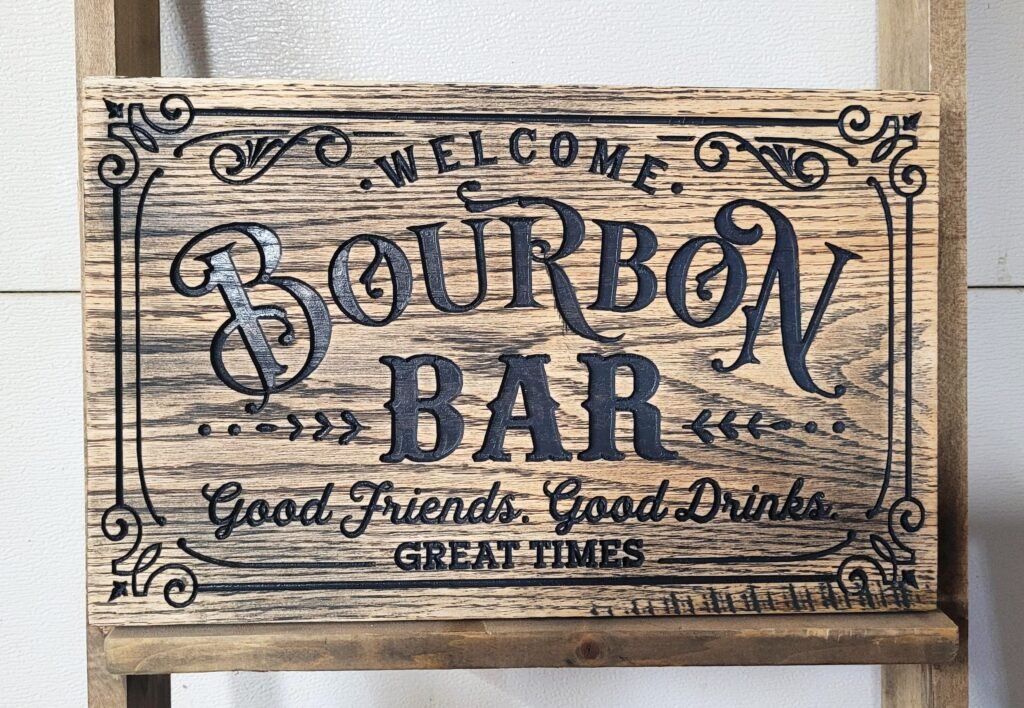 WELCOME
BOURBON
BAR
Good Friends. Good Drinks.
GREAT TIMES